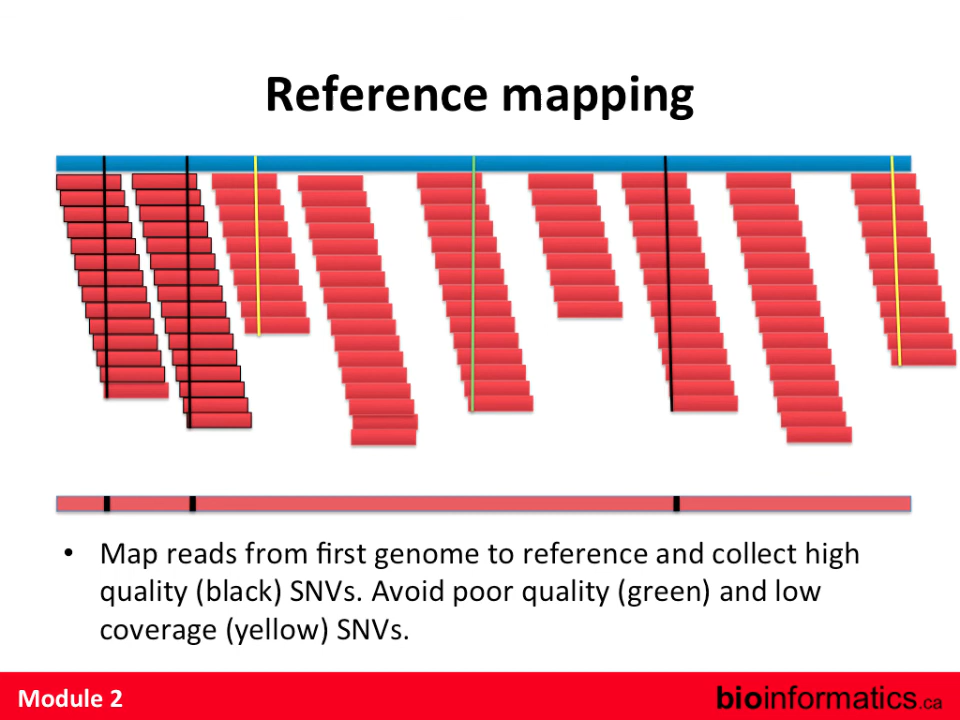 Reference mapping
• Map reads from first genome to reference and collect high
quality (black) SNVs. Avoid poor quality (green) and low
coverage (yellow) SNVs.
Module 2
bioinformatics.ca